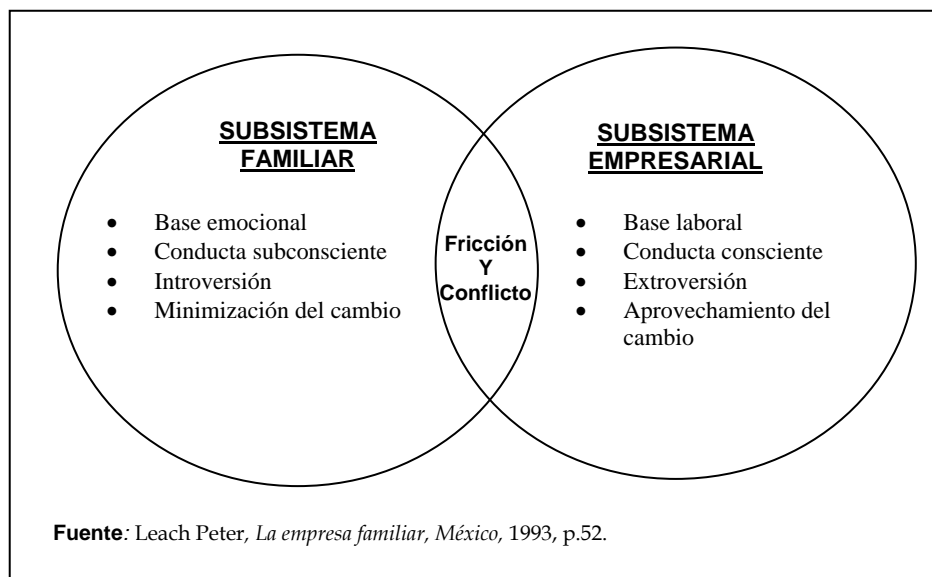 SUBSISTEMA
FAMILIAR
• Base emocional
• Conducta subconsciente
• Introversión
• Minimización del cambio
Fricción
Y
Conflicto
SUBSISTEMA
EMPRESARIAL
• Base laboral
• Conducta consciente
• Extroversión
• Aprovechamiento del
cambio
Fuente: Leach Peter, La empresa familiar, México, 1993, p.52.